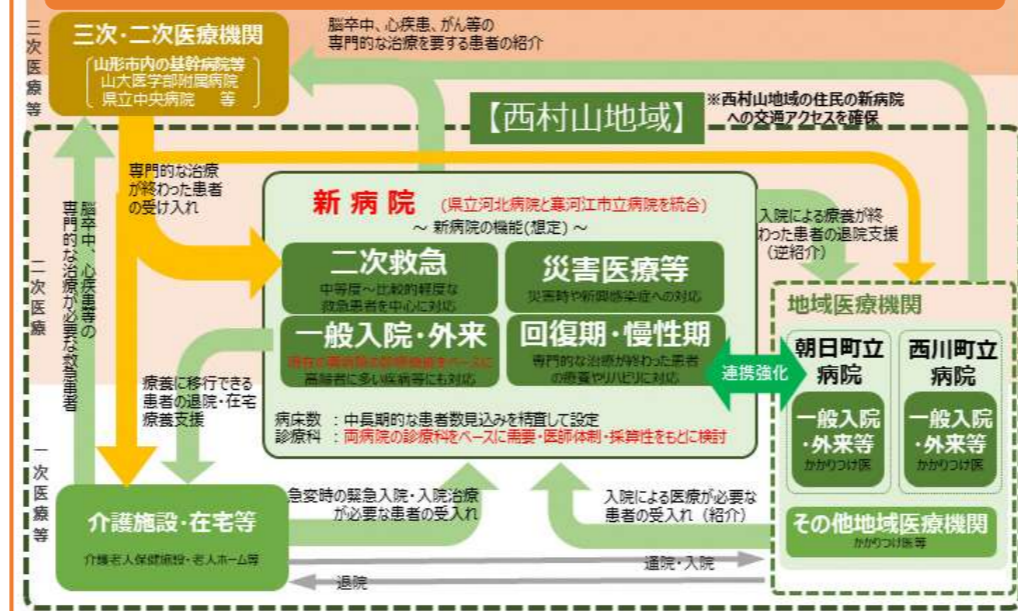 三次医療等
三次・二次医療機関
山形市内の基幹病院等
山大医学部附属病院
県立中央病院　等
脳卒中、心疾患、がん等の
専門的な治療を要する患者の紹介
【西村山地域】
※西村山地域の住民の新病院
への交通アクセスを確保
専門的な治療
が終わった患者
の受け入れ
脳卒中、心疾患等の
専門的な治療が必要な救急患者
二次医療
新病院
(県立河北病院と寒河江市立病院を統合)
～ 新病院の機能(想定) ～
二次救急
中等度～比較的軽度な
救急患者を中心に対応
災害医療等
災害時や新興感染症への対応
一般入院・外来
現在の両病院の診療機能をベースに
高齢者に多い疾病等にも対応
回復期・慢性期
専門的な治療が終わった患者
の療養やリハビリに対応
病床数　：中長期的な患者数見込みを精査して設定
診療科　：両病院の診療科をベースに需要・医師体制・採算性をもとに検討
入院による療養が終
わった患者の退院支援
（逆紹介）
連携強化
地域医療機関
朝日町立
病院
一般入院
・外来等
かかりつけ医
西川町立
病院
一般入院
・外来等
かかりつけ医
その他地域医療機関
かかりつけ医等
療養に移行できる
患者の退院・在宅
療養支援
一次医療等
介護施設・在宅等
介護老人保健施設・老人ホーム等
急変時の緊急入院・入院治療
が必要な患者の受入れ
入院による医療が必要な
患者の受入れ（紹介）
通院・入院
退院